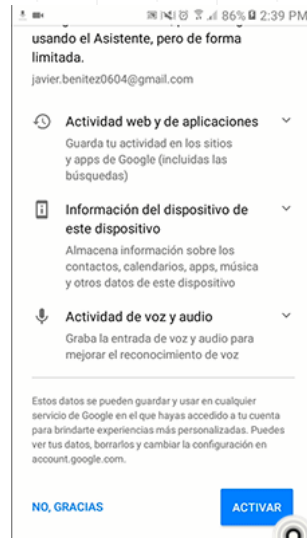 86% 2:39 PM
usando el Asistente, pero de forma
limitada.
javier.benitez0604@gmail.com
Actividad web y de aplicaciones
Guarda tu actividad en los sitios
y apps de Google (incluidas las
búsquedas)
Información del dispositivo de
este dispositivo
Almacena información sobre los
contactos, calendarios, apps, música
y otros datos de este dispositivo
Actividad de voz y audio
Graba la entrada de voz y audio para
mejorar el reconocimiento de voz
Estos datos se pueden guardar y usar en cualquier
servicio de Google en el que hayas accedido a tu cuenta
para brindarte experiencias más personalizadas. Puedes
ver tus datos, borrarlos y cambiar la configuración en
account.google.com.
NO, GRACIAS
ACTIVAR